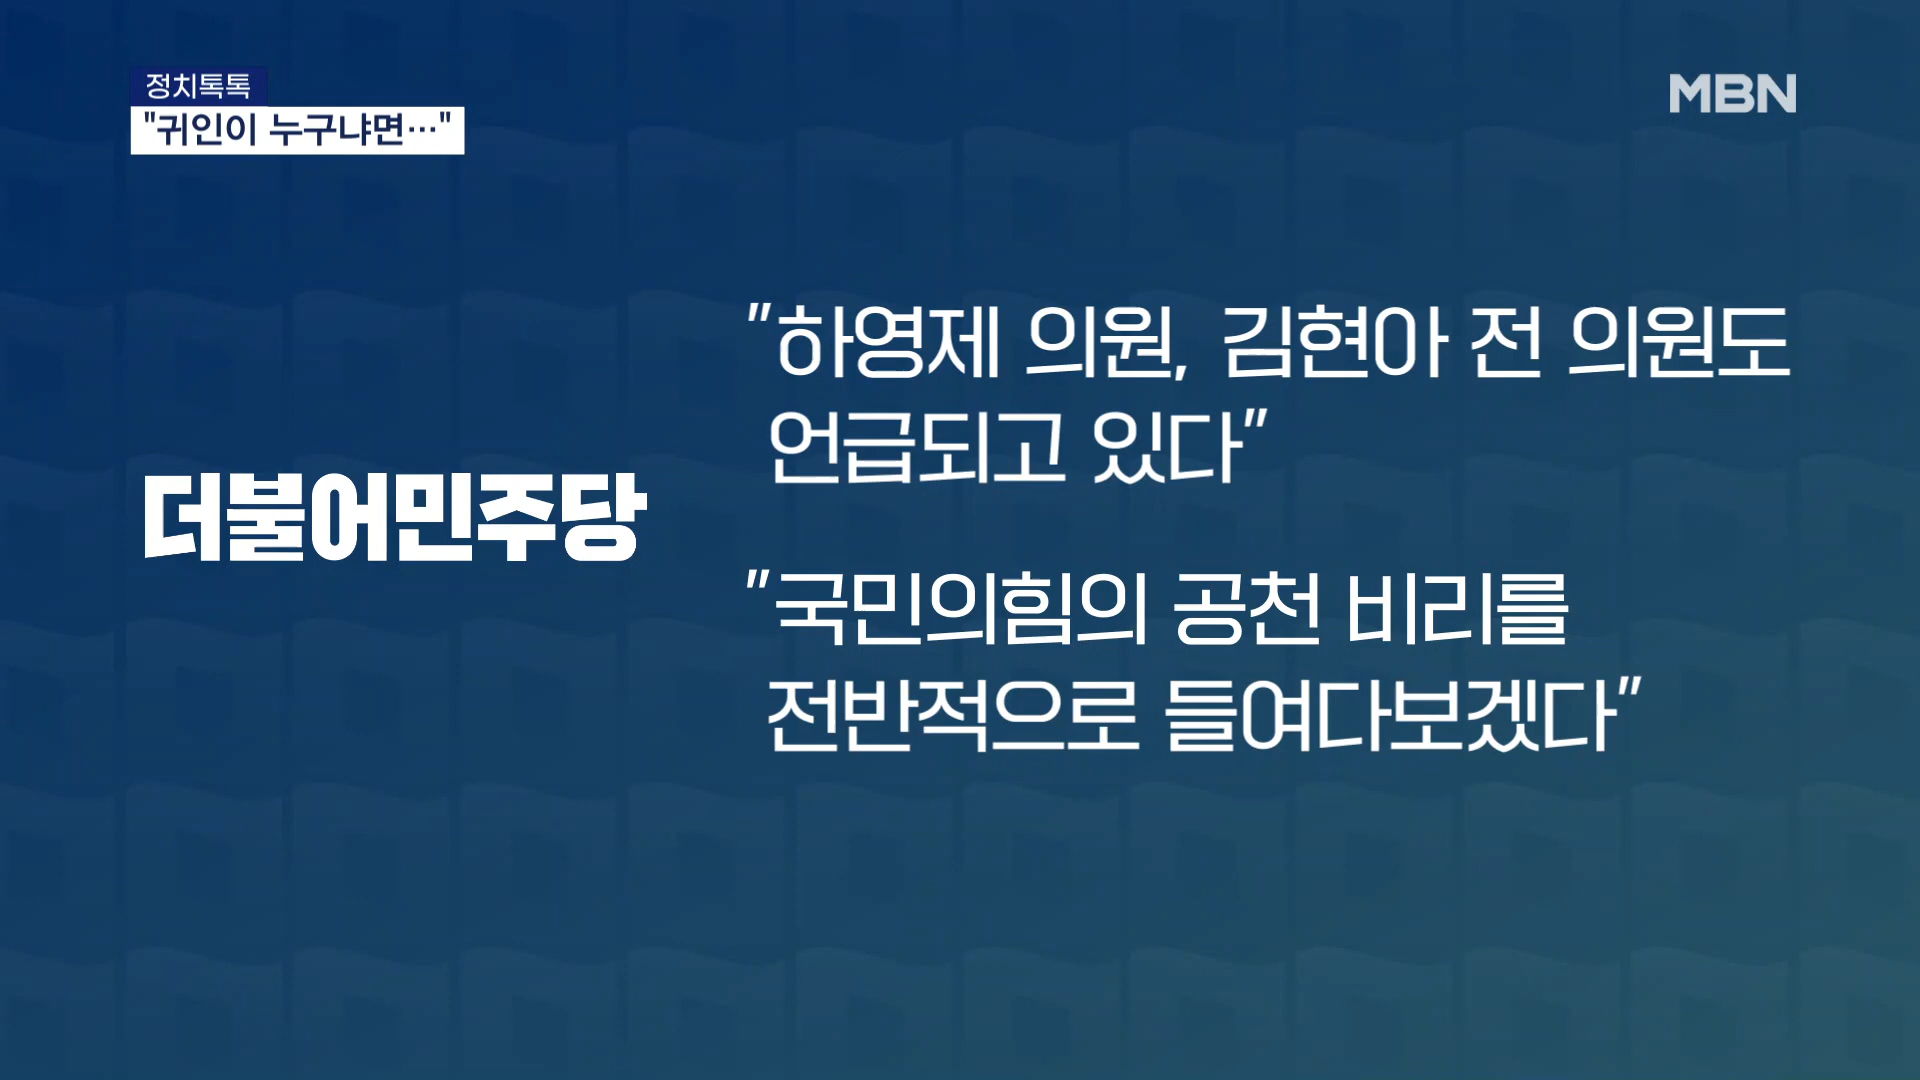 정치톡톡
MBN
"귀인이 누구냐면…"
"하영제 의원, 김현아 전 의원도
언급되고 있다"
더불어민주당
"국민의힘의 공천 비리를
전반적으로 들여다보겠다"